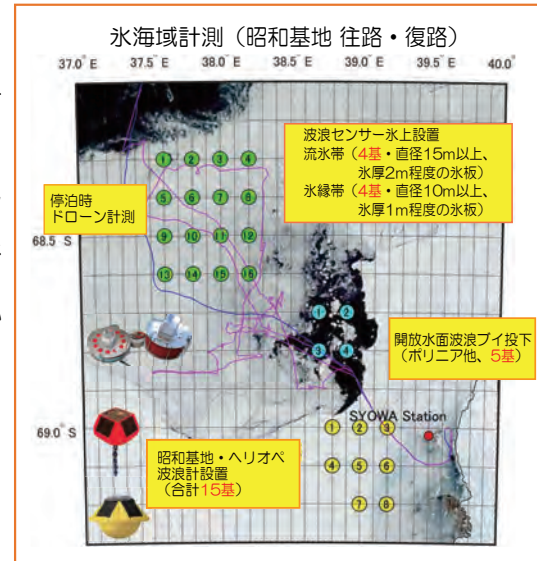 氷海域計測（昭和基地 往路・復路）
37.0° E 37.5° E 38.0° E 38.5° E 39.0° E 39.5° E 40.0° E
波浪センサー氷上設置
流氷帯（4基・直径15m以上、
氷厚2m程度の氷板）
氷縁帯（4基・直径10m以上、
氷厚1m程度の氷板）
① ② ③ ④
停泊時
ドローン計測
⑤ ⑥ ⑦ ⑧
68.5° S
⑨ ⑩ ⑪ ⑫
⑬ ⑭ ⑮ ⑯
① ②
③ ④
開放水面波浪ブイ投下
（ポリニア他、5基）
SYOWA Station
69.0° S
① ② ③
④ ⑤ ⑥
⑦ ⑧
昭和基地・ヘリオペ
波浪計設置
（合計15基）